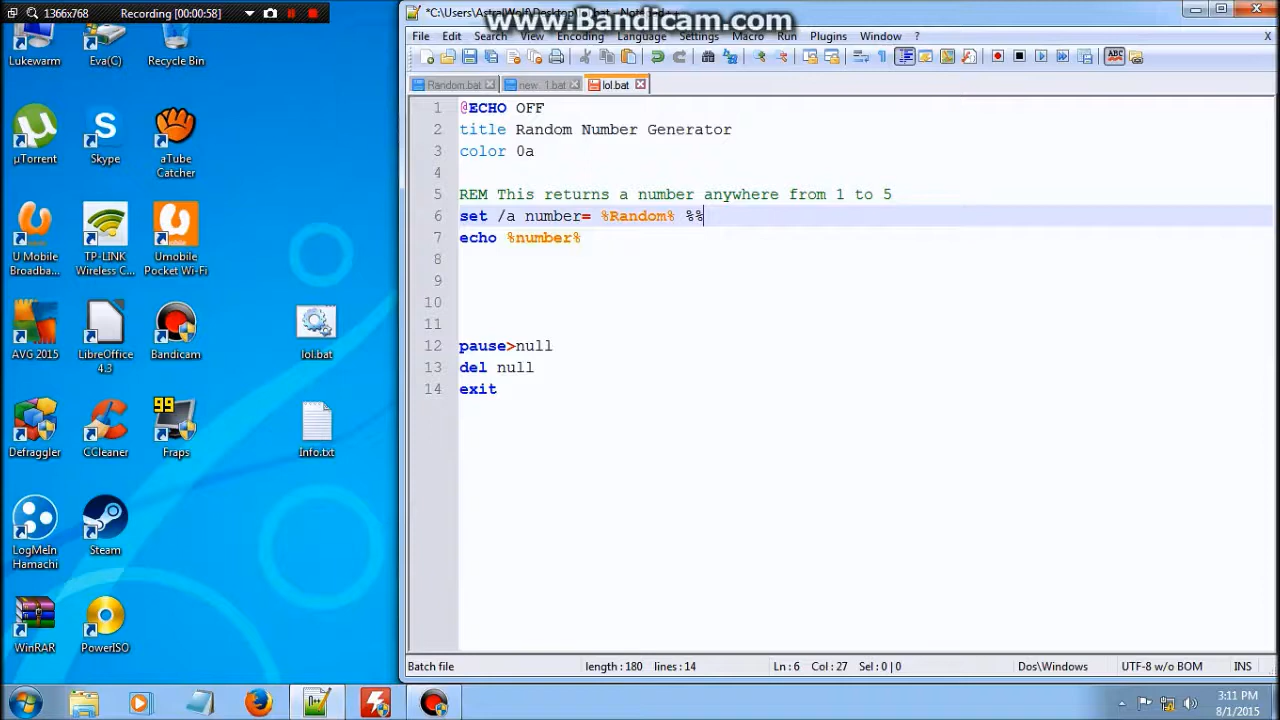 1366x768 Recording [00:00:58]
*C:\Users\AstralWolf\Desktop
www.Bandicam.com
File Edit Search View Encoding Language Settings Macro Run Plugins Window ? X
Random.bat new 1.bat lol.bat
1 @ECHO OFF
2 title Random Number Generator
3 color 0a
4
5 REM This returns a number anywhere from 1 to 5
6 set /a number= %Random% %%
7 echo %number%
8
9
10
11
12 pause>null
13 del null
14 exit
Lukewarm Eva(C) Recycle Bin
µTorrent Skype aTube Catcher
U Mobile Broadba... TP-LINK Wireless C... Umobile Pocket Wi-Fi
AVG 2015 LibreOffice 4.3 Bandicam lol.bat
99
Defraggler CCleaner Fraps Info.txt
LogMeIn Hamachi Steam
WinRAR PowerISO
Batch file length : 180 lines : 14 Ln : 6 Col : 27 Sel : 0 | 0 Dos\Windows UTF-8 w/o BOM INS
3:11 PM
8/1/2015